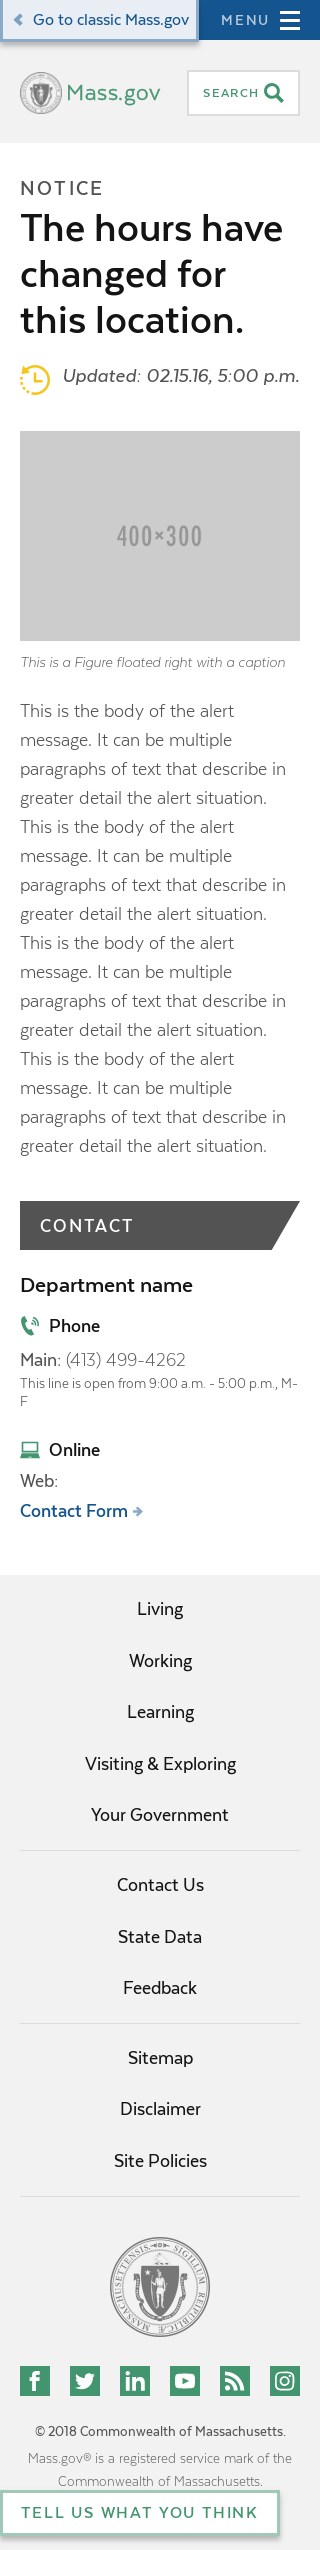 Go to classic Mass.gov
MENU
Mass.gov
SEARCH
NOTICE
The hours have
changed for
this location.
Updated: 02.15.16, 5:00 p.m.
400×300
This is a Figure floated right with a caption
This is the body of the alert
message. It can be multiple
paragraphs of text that describe in
greater detail the alert situation.
This is the body of the alert
message. It can be multiple
paragraphs of text that describe in
greater detail the alert situation.
This is the body of the alert
message. It can be multiple
paragraphs of text that describe in
greater detail the alert situation.
This is the body of the alert
message. It can be multiple
paragraphs of text that describe in
greater detail the alert situation.
CONTACT
Department name
Phone
Main: (413) 499-4262
This line is open from 9:00 a.m. - 5:00 p.m., M-
F
Online
Web:
Contact Form
Living
Working
Learning
Visiting & Exploring
Your Government
Contact Us
State Data
Feedback
Sitemap
Disclaimer
Site Policies
© 2018 Commonwealth of Massachusetts.
Mass.gov® is a registered service mark of the
Commonwealth of Massachusetts.
TELL US WHAT YOU THINK